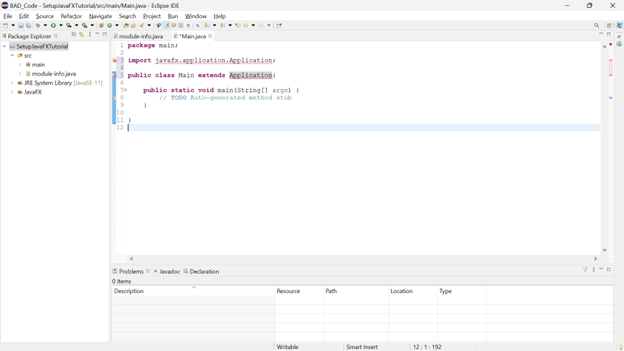 BAD_Code - SetupJavaFXTutorial/src/main/Main.java - Eclipse IDE
File Edit Source Refactor Navigate Search Project Run Window Help
Package Explorer
module-info.java
*Main.java
SetupJavaFXTutorial
src
main
module-info.java
JRE System Library [JavaSE-11]
JavaFX
1 package main;
2
3 import javafx.application.Application;
4
5 public class Main extends Application{
6
7 public static void main(String[] args) {
8 // TODO Auto-generated method stub
9 }
10
11 }
12
Problems Javadoc Declaration
0 items
Description Resource Path Location Type
Writable Smart Insert 12 : 1 : 192